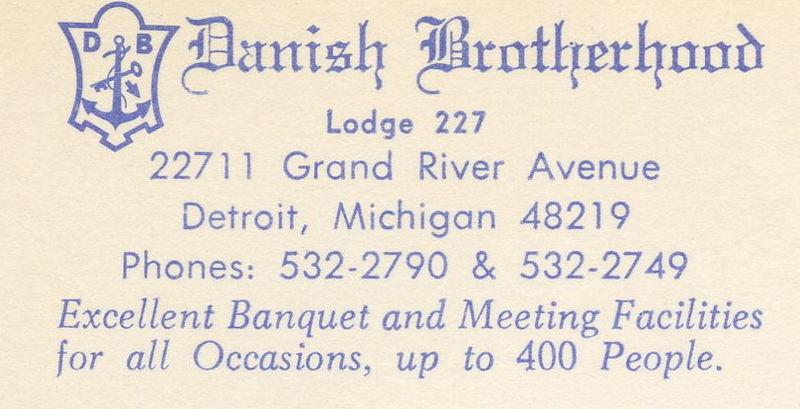 D B Danish Brotherhood
Lodge 227
22711 Grand River Avenue
Detroit, Michigan 48219
Phones: 532-2790 & 532-2749
Excellent Banquet and Meeting Facilities
for all Occasions, up to 400 People.